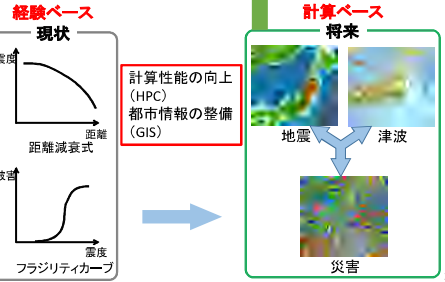 経験ベース
現状
震度
距離
距離減衰式
被害
震度
フラジリティカーブ
計算性能の向上
（HPC）
都市情報の整備
（GIS）
計算ベース
将来
地震
津波
災害